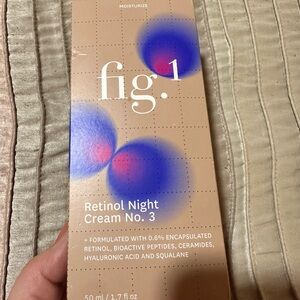 MOISTURIZE
fig.1
Retinol Night
Cream No. 3
+ FORMULATED WITH 0.6% ENCAPSULATED
RETINOL, BIOACTIVE PEPTIDES, CERAMIDES,
HYALURONIC ACID AND SQUALANE
50 ml / 1.7 fl oz